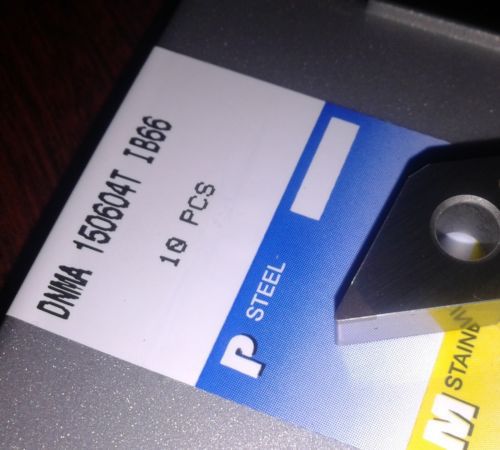 DNMA 150604T IB66
10 PCS
P STEEL
M STAIN